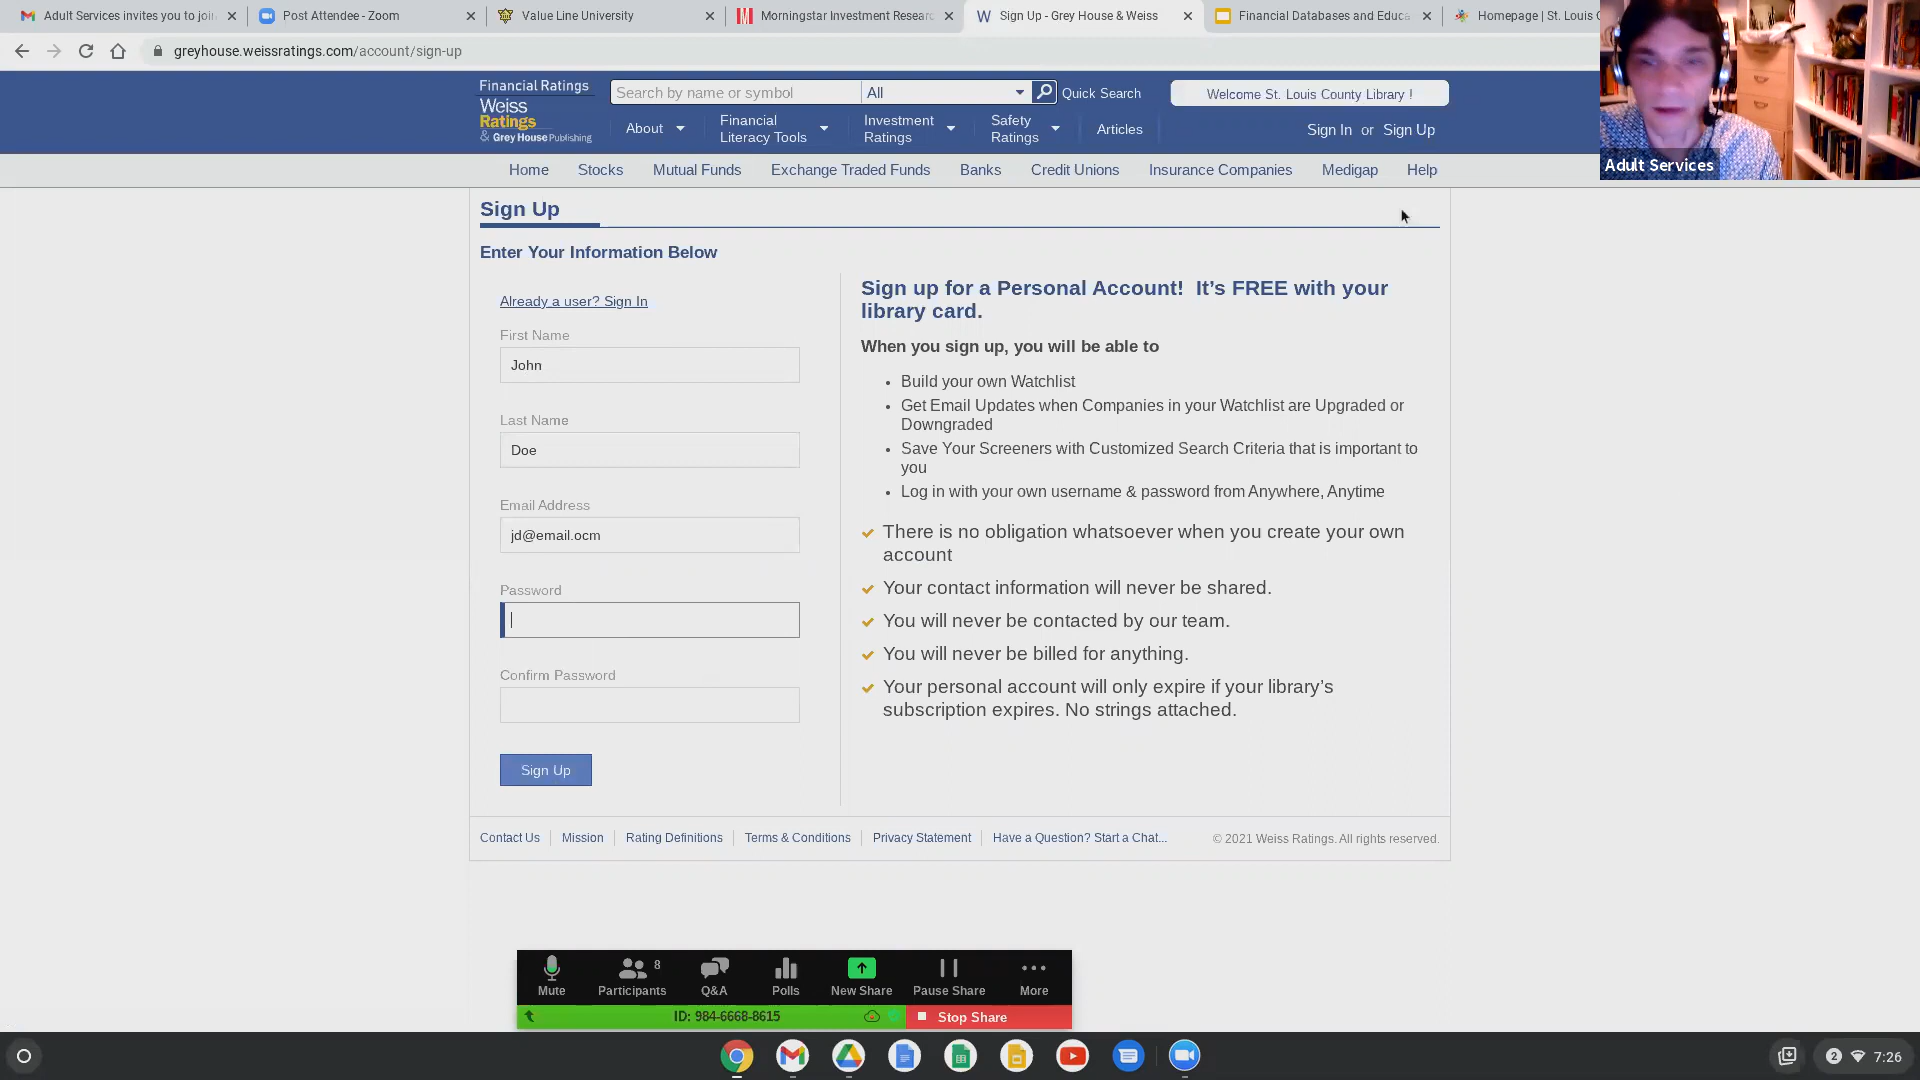 Adult Services invites you to joi
Post Attendee - Zoom
Value Line University
Morningstar Investment Researc
Sign Up - Grey House & Weiss
Financial Databases and Educa
Homepage | St. Louis C
greyhouse.weissratings.com/account/sign-up
Financial Ratings
Weiss
Ratings
& Grey House Publishing
Search by name or symbol
All
Quick Search
Welcome St. Louis County Library !
About
Financial
Literacy Tools
Investment
Ratings
Safety
Ratings
Articles
Sign In or Sign Up
Adult Services
Home
Stocks
Mutual Funds
Exchange Traded Funds
Banks
Credit Unions
Insurance Companies
Medigap
Help
Sign Up
Enter Your Information Below
Already a user? Sign In
First Name
John
Last Name
Doe
Email Address
jd@email.ocm
Password
Confirm Password
Sign Up
Sign up for a Personal Account! It's FREE with your
library card.
When you sign up, you will be able to
• Build your own Watchlist
• Get Email Updates when Companies in your Watchlist are Upgraded or
Downgraded
• Save Your Screeners with Customized Search Criteria that is important to
you
• Log in with your own username & password from Anywhere, Anytime
There is no obligation whatsoever when you create your own
account
Your contact information will never be shared.
You will never be contacted by our team.
You will never be billed for anything.
Your personal account will only expire if your library's
subscription expires. No strings attached.
Contact Us
Mission
Rating Definitions
Terms & Conditions
Privacy Statement
Have a Question? Start a Chat...
© 2021 Weiss Ratings. All rights reserved.
Mute
Participants
8
Q&A
Polls
New Share
Pause Share
More
ID: 984-6668-8615
Stop Share
2
7:26